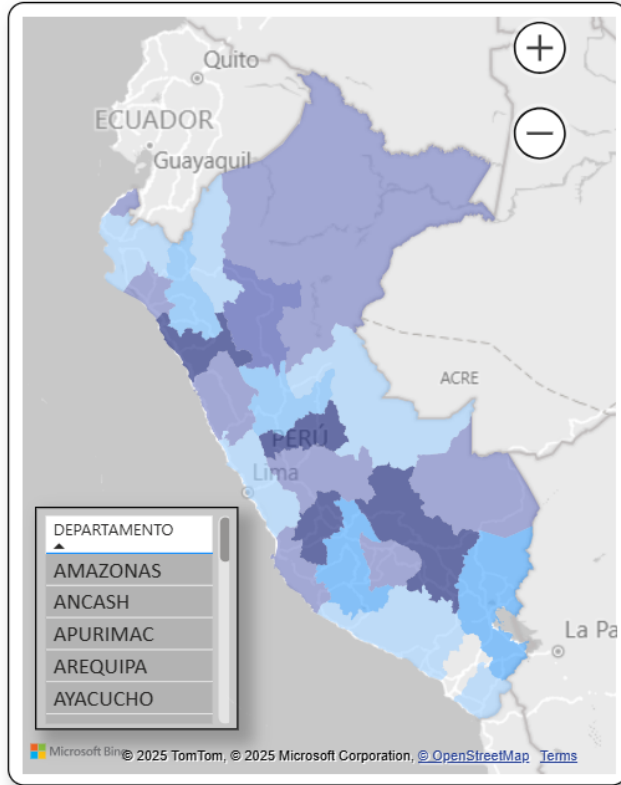 Quito
ECUADOR
Guayaquil
ACRE
PERÚ
Lima
DEPARTAMENTO
AMAZONAS
ANCASH
APURIMAC
AREQUIPA
AYACUCHO
La Pa
Microsoft Bing
© 2025 TomTom, © 2025 Microsoft Corporation, © OpenStreetMap Terms